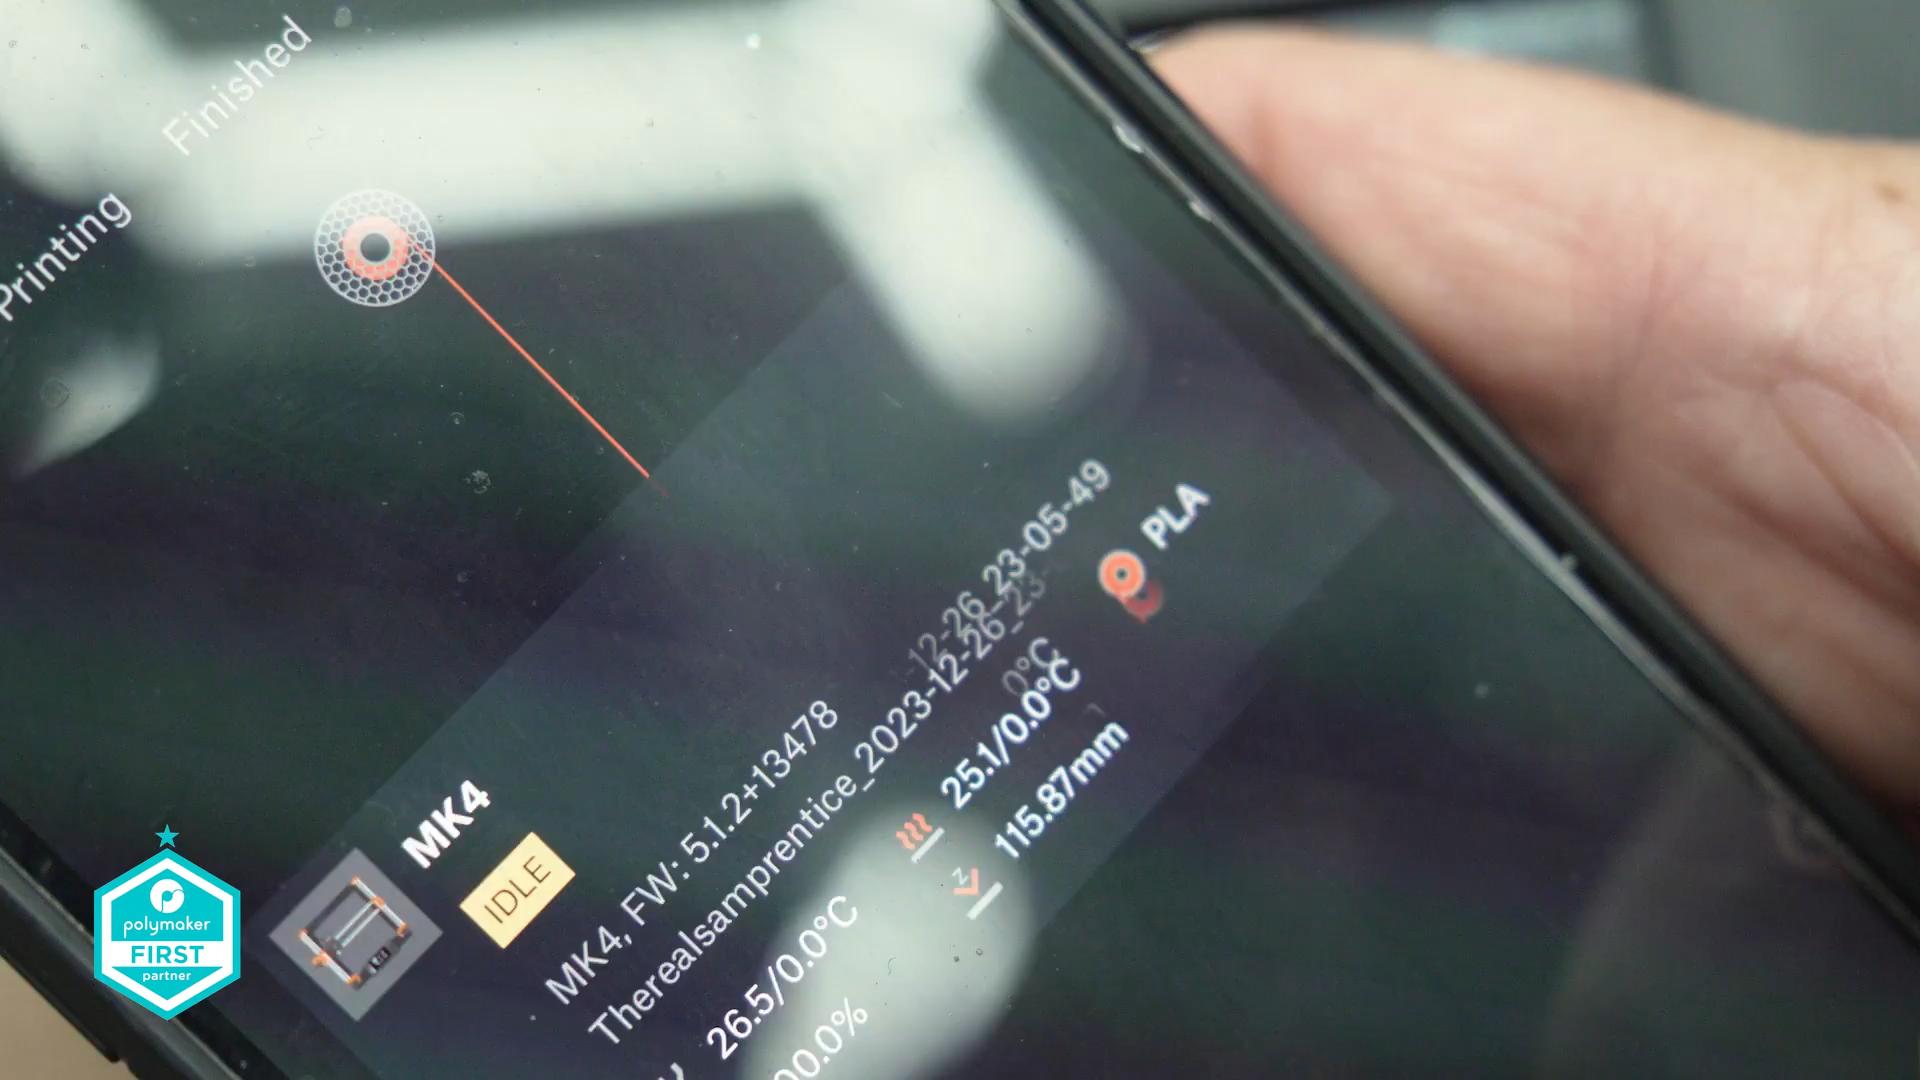 Finished
Printing
MK4
IDLE
MK4, FW: 5.1.2+13478
Therealsamprentice_2023-12-26_23-05-49
26.5/0.0°C
25.1/0.0°C
PLA
115.87mm
polymaker
FIRST
partner